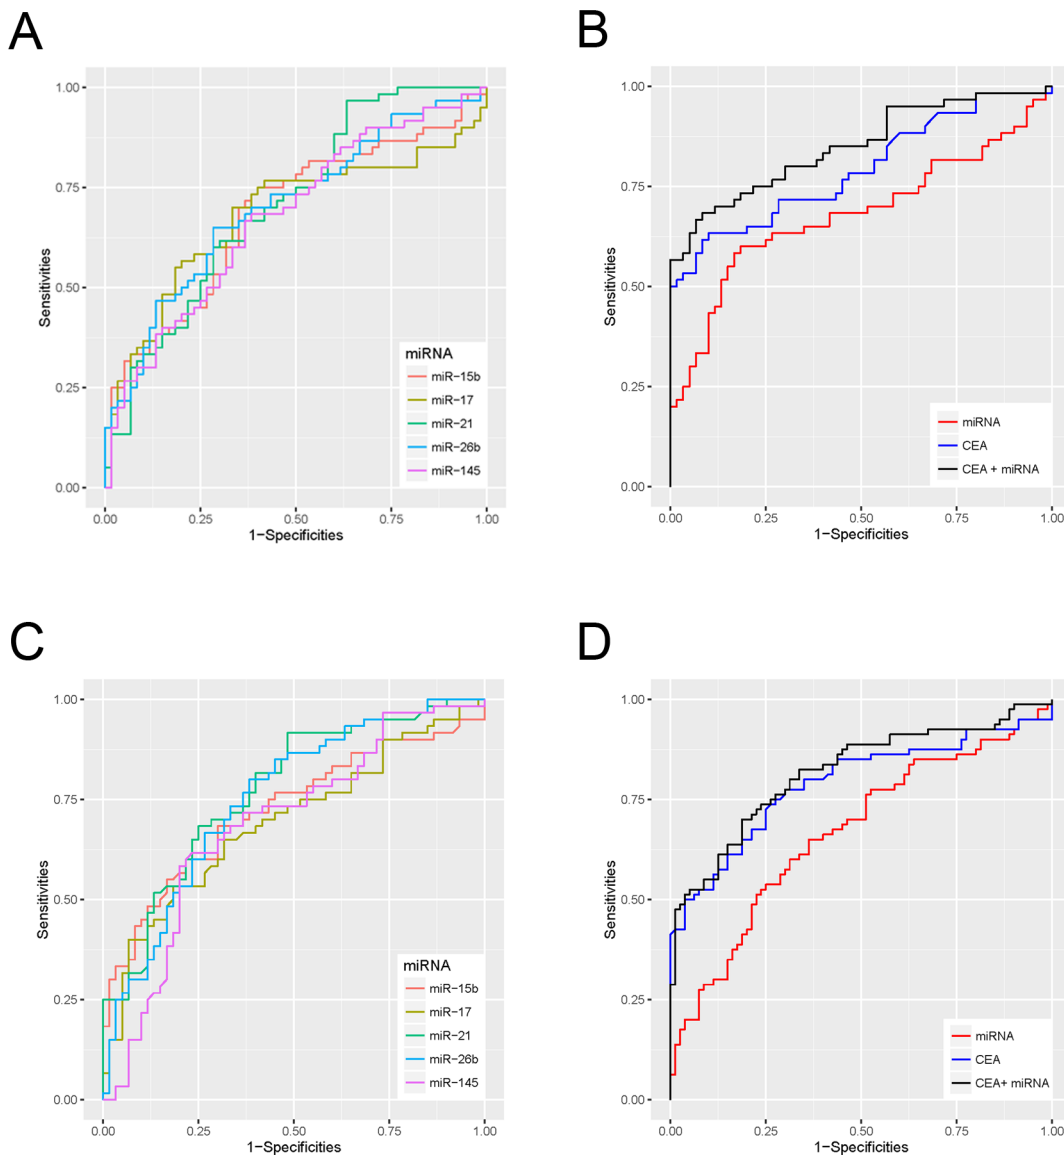 A
1.00
0.75
0.50
0.25
0.00
Sensitivities
0.00 0.25 0.50 0.75 1.00
1−Specificities
miRNA
miR−15b
miR−17
miR−21
miR−26b
miR−145
B
1.00
0.75
0.50
0.25
0.00
Sensitivities
0.00 0.25 0.50 0.75 1.00
1−Specificities
miRNA
CEA
CEA + miRNA
C
1.00
0.75
0.50
0.25
0.00
Sensitivities
0.00 0.25 0.50 0.75 1.00
1−Specificities
miRNA
miR−15b
miR−17
miR−21
miR−26b
miR−145
D
1.00
0.75
0.50
0.25
0.00
Sensitivities
0.00 0.25 0.50 0.75 1.00
1−Specificities
miRNA
CEA
CEA+ miRNA